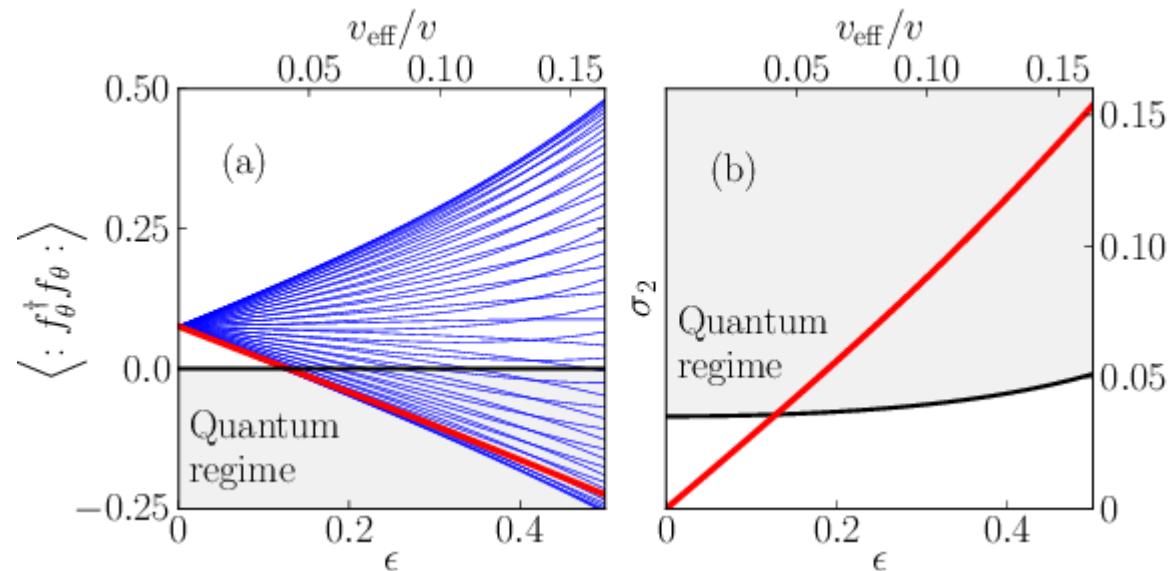 v_eff/v
0.05 0.10 0.15
0.50
0.25
0.0
−0.25
⟨: f_θ^† f_θ :⟩
(a)
Quantum
regime
0 0.2 0.4
ϵ
v_eff/v
0.05 0.10 0.15
(b)
σ_2
Quantum
regime
0.15
0.10
0.05
0
0 0.2 0.4
ϵ